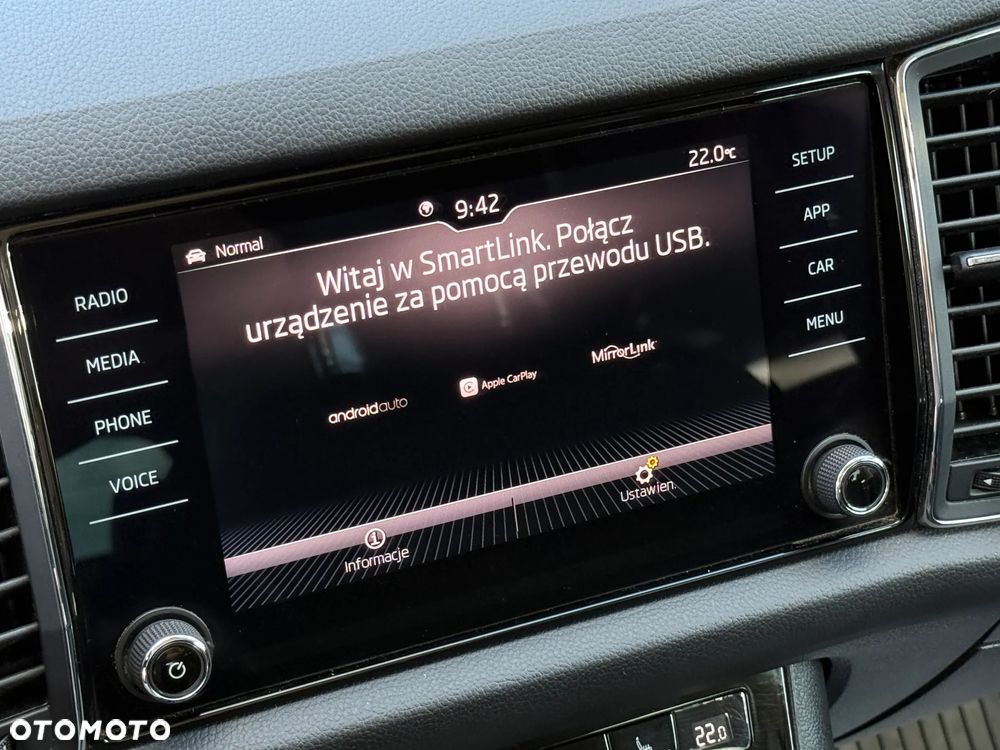 9:42
22.0°C
Normal
Witaj w SmartLink. Połącz
urządzenie za pomocą przewodu USB.
androidauto
Apple CarPlay
MirrorLink
Informacje
Ustawien.
RADIO
MEDIA
PHONE
VOICE
SETUP
APP
CAR
MENU
22.0
OTOMOTO